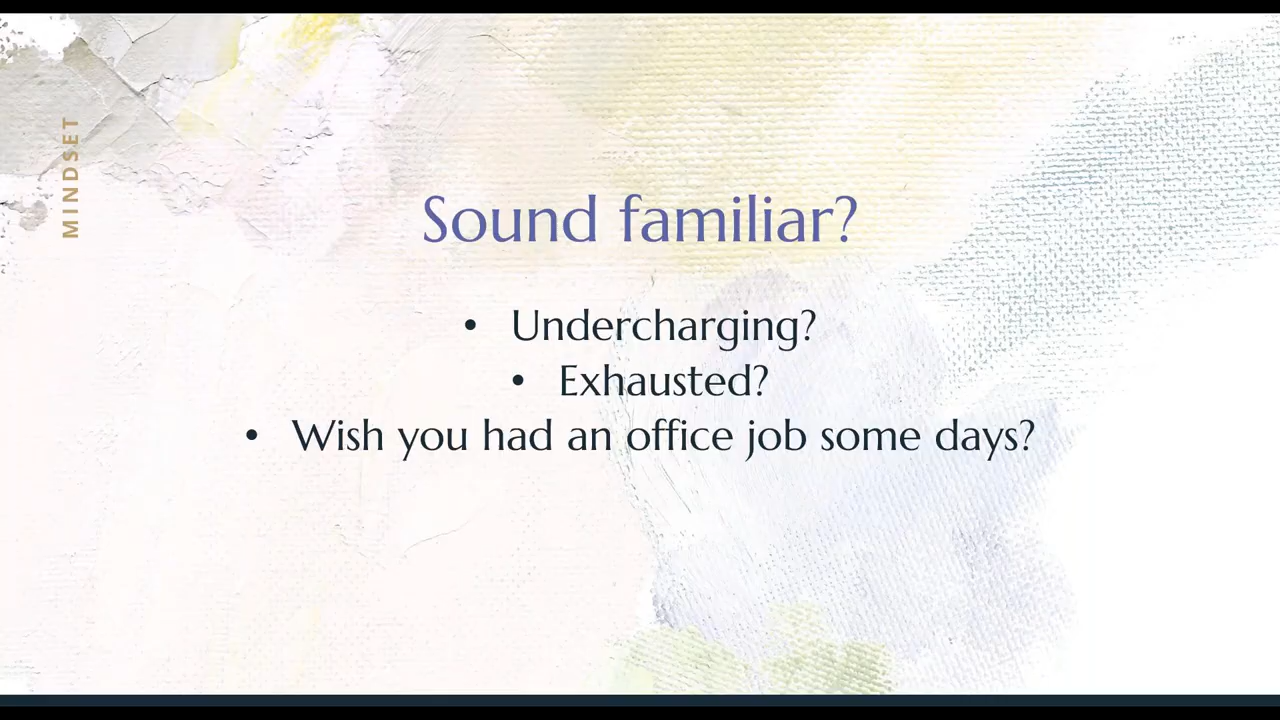 MINDSET
Sound familiar?
• Undercharging?
• Exhausted?
• Wish you had an office job some days?